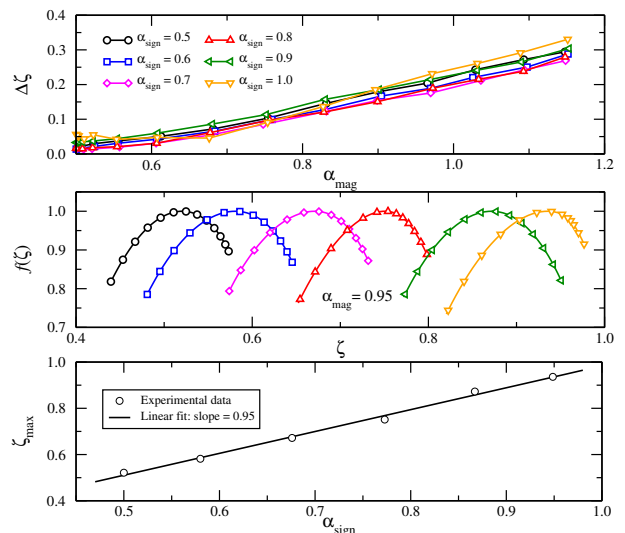 0.4
0.3
0.2
0.1
0.0
Δζ
α_sign = 0.5
α_sign = 0.6
α_sign = 0.7
α_sign = 0.8
α_sign = 0.9
α_sign = 1.0
0.6 0.8 1.0 1.2
α_mag
1.0
0.9
0.8
0.7
f(ζ)
α_mag = 0.95
0.4 0.6 0.8 1.0
ζ
1.0
0.8
0.6
0.4
ζ_max
Experimental data
Linear fit: slope = 0.95
0.5 0.6 0.7 0.8 0.9 1.0
α_sign